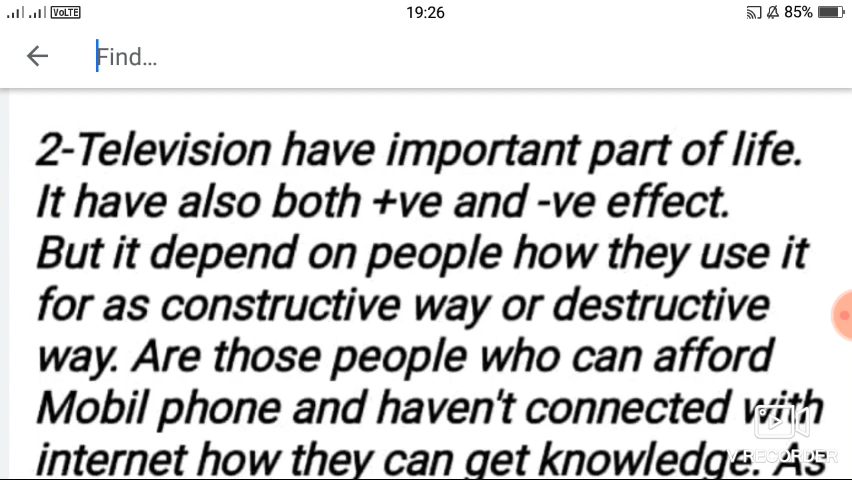 VoLTE 19:26 85%
Find...
2-Television have important part of life.
It have also both +ve and -ve effect.
But it depend on people how they use it
for as constructive way or destructive
way. Are those people who can afford
Mobil phone and haven't connected with
internet how they can get knowledge. As
V RECORDER